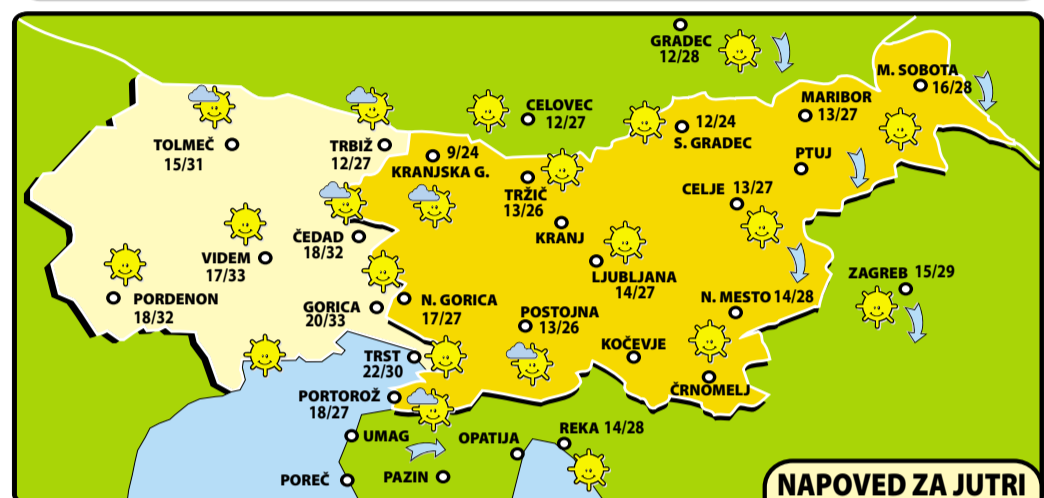 GRADEC
12/28
M. SOBOTA
16/28
MARIBOR
13/27
CELOVEC
12/27
12/24
S. GRADEC
TOLMEČ
15/31
TRBIŽ
12/27
9/24
KRANJSKA G.
PTUJ
TRŽIČ
13/26
CELJE 13/27
KRANJ
ČEDAD
18/32
VIDEM
17/33
LJUBLJANA
14/27
ZAGREB 15/29
PORDENON
18/32
GORICA
20/33
N. GORICA
17/27
N. MESTO 14/28
POSTOJNA
13/26
KOČEVJE
TRST
22/30
ČRNOMELJ
PORTOROŽ
18/27
UMAG
OPATIJA
REKA 14/28
POREČ
PAZIN
NAPOVED ZA JUTRI